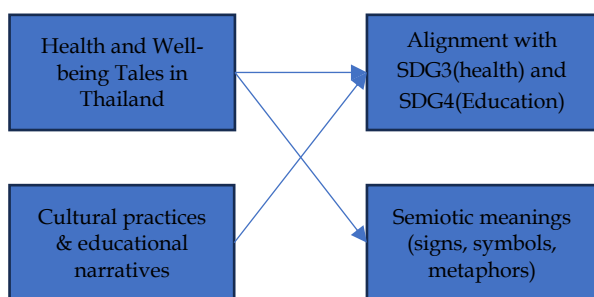 Health and Well-
being Tales in
Thailand
Alignment with
SDG3(health) and
SDG4(Education)
Cultural practices
& educational
narratives
Semiotic meanings
(signs, symbols,
metaphors)